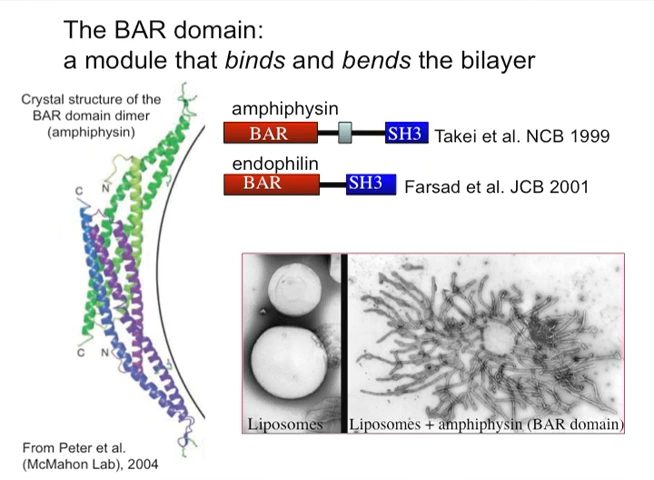 The BAR domain:
a module that binds and bends the bilayer
Crystal structure of the
BAR domain dimer
(amphiphysin)
amphiphysin
BAR
SH3
Takei et al. NCB 1999
endophilin
BAR
SH3
Farsad et al. JCB 2001
C
N
C
N
Liposomes
Liposomes + amphiphysin (BAR domain)
From Peter et al.
(McMahon Lab), 2004